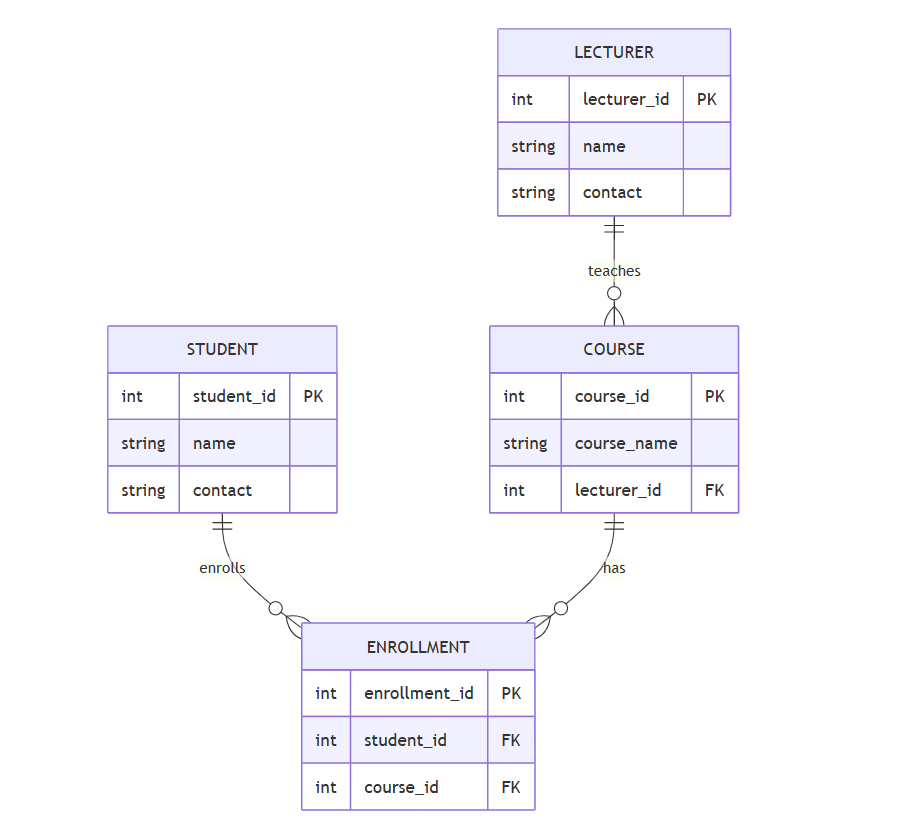 LECTURER
int lecturer_id PK
string name
string contact
teaches
STUDENT
int student_id PK
string name
string contact
COURSE
int course_id PK
string course_name
int lecturer_id FK
enrolls
has
ENROLLMENT
int enrollment_id PK
int student_id FK
int course_id FK